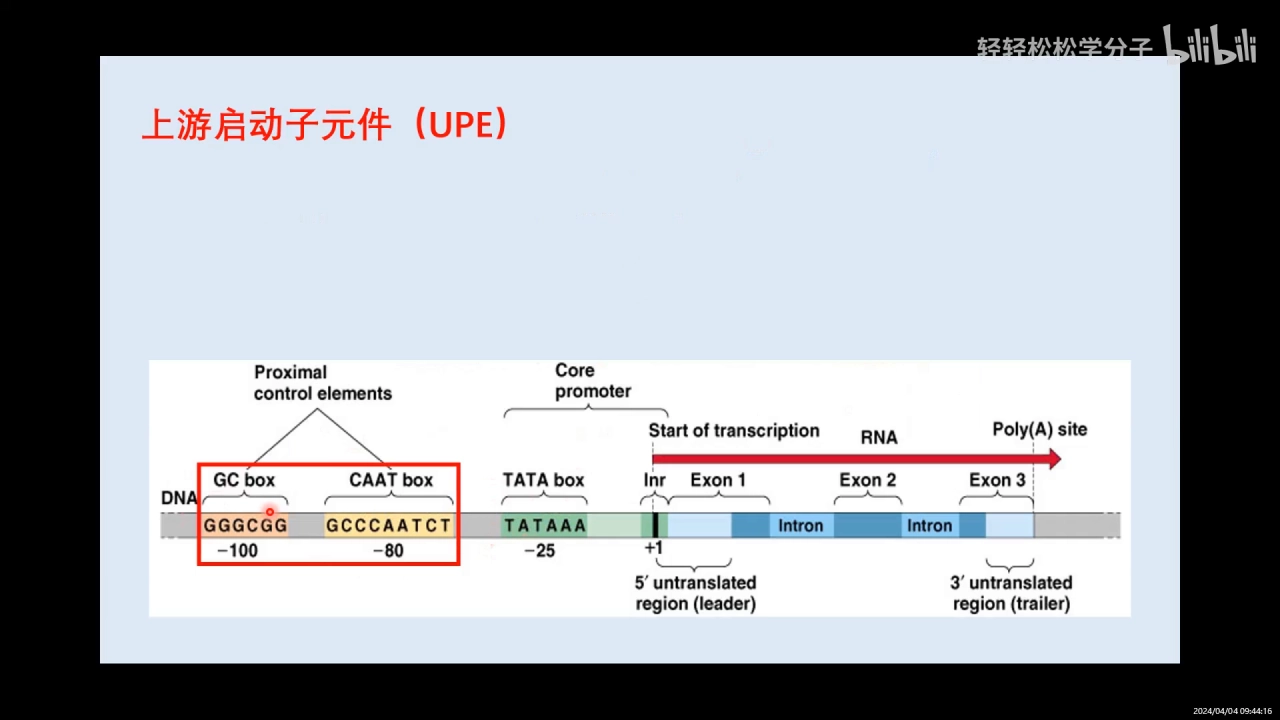 轻轻松松学分子 bilibili
上游启动子元件（UPE）
Proximal
control elements
Core
promoter
Start of transcription
RNA
Poly(A) site
GC box
CAAT box
TATA box
Inr
Exon 1
Exon 2
Exon 3
DNA
GGGCGG
GCCCAATCT
TATAAA
Intron
Intron
−100
−80
−25
+1
5′ untranslated
region (leader)
3′ untranslated
region (trailer)
2024/04/04 09:44:16